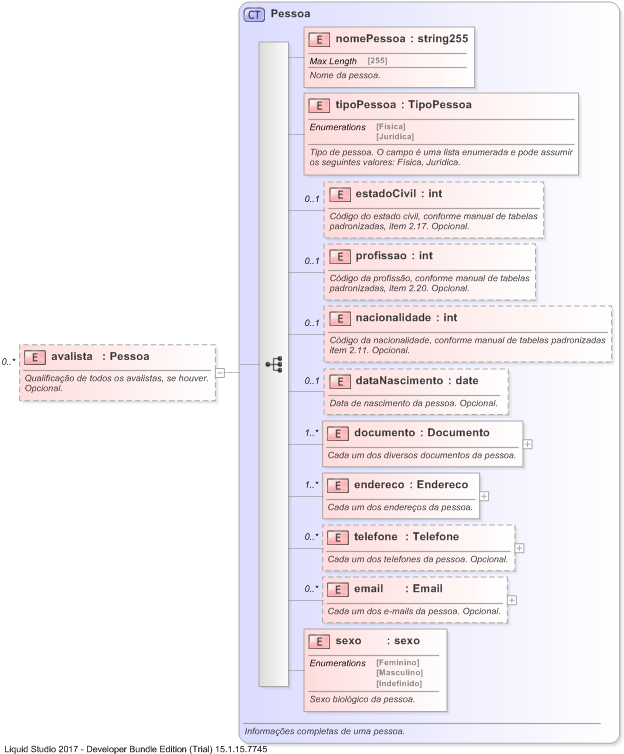 CT Pessoa
E nomePessoa : string255
Max Length [255]
Nome da pessoa.
E tipoPessoa : TipoPessoa
Enumerations [Física]
[Jurídica]
Tipo de pessoa. O campo é uma lista enumerada e pode assumir
os seguintes valores: Física, Jurídica.
0..1 E estadoCivil : int
Código do estado civil, conforme manual de tabelas
padronizadas, item 2.17. Opcional.
0..1 E profissao : int
Código da profissão, conforme manual de tabelas
padronizadas, item 2.20. Opcional.
0..1 E nacionalidade : int
Código da nacionalidade, conforme manual de tabelas padronizadas
item 2.11. Opcional.
0..* E avalista : Pessoa
Qualificação de todos os avalistas, se houver.
Opcional.
0..1 E dataNascimento : date
Data de nascimento da pessoa. Opcional.
1..* E documento : Documento
Cada um dos diversos documentos da pessoa.
1..* E endereco : Endereco
Cada um dos endereços da pessoa.
0..* E telefone : Telefone
Cada um dos telefones da pessoa. Opcional.
0..* E email : Email
Cada um dos e-mails da pessoa. Opcional.
E sexo : sexo
Enumerations [Feminino]
[Masculino]
[Indefinido]
Sexo biológico da pessoa.
Informações completas de uma pessoa.
Liquid Studio 2017 - Developer Bundle Edition (Trial) 15.1.15.7745